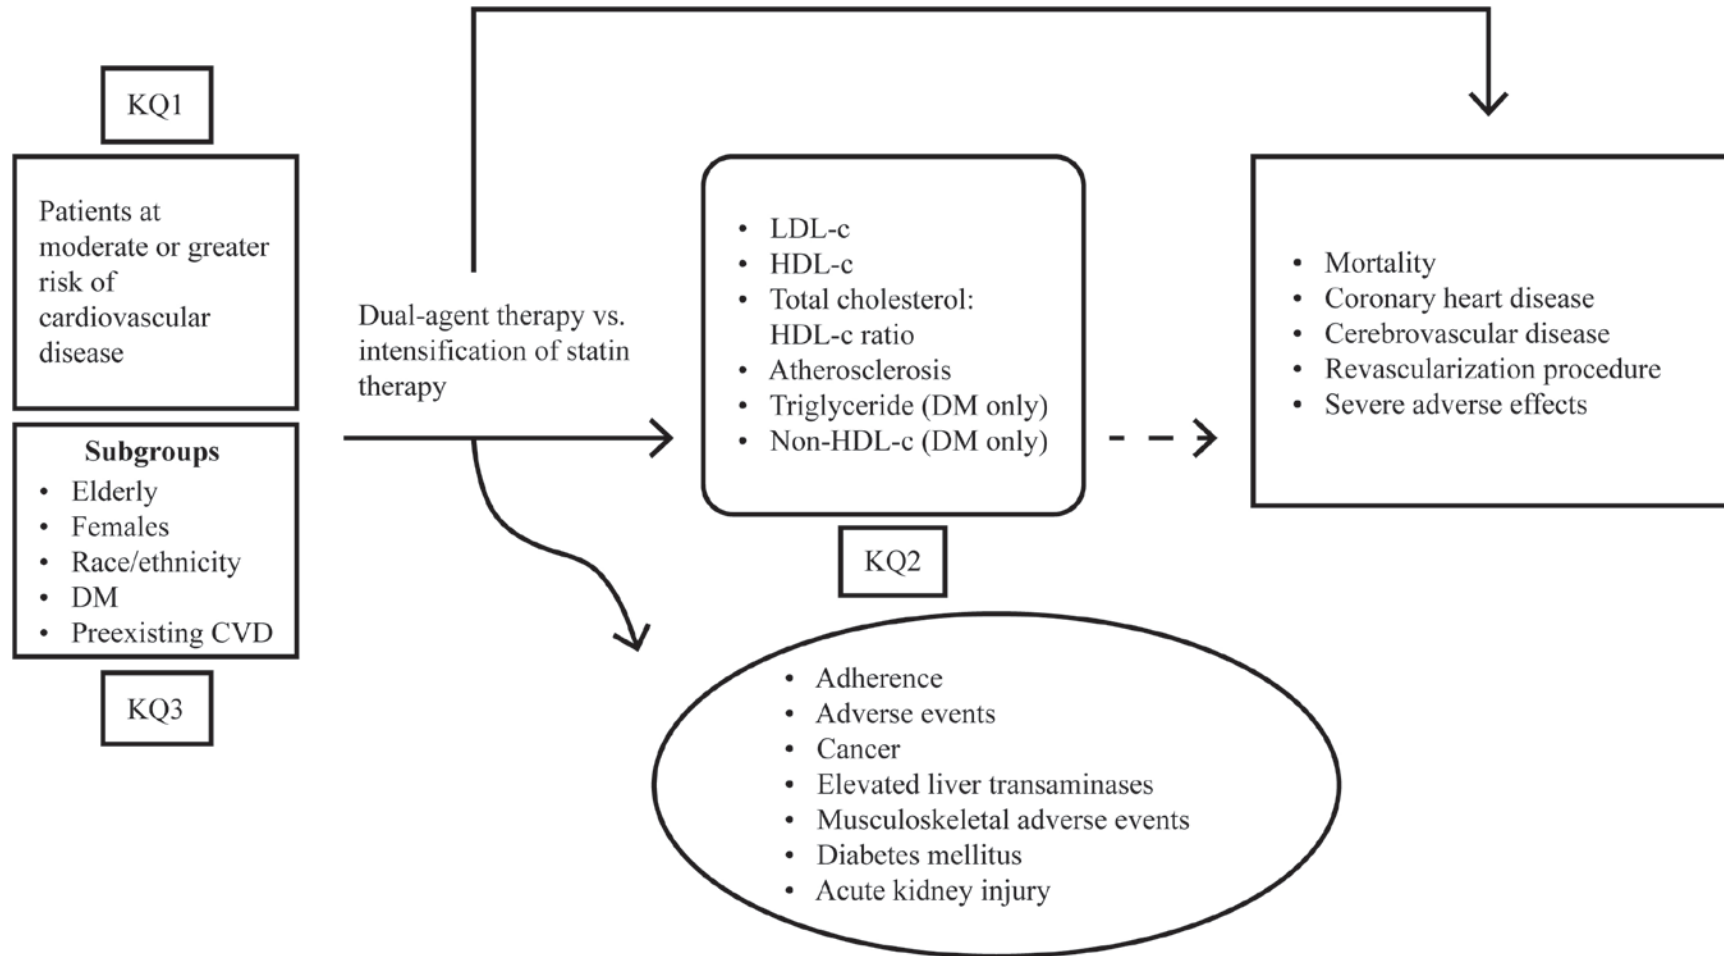 KQ1
Patients at
moderate or greater
risk of
cardiovascular
disease
Subgroups
• Elderly
• Females
• Race/ethnicity
• DM
• Preexisting CVD
KQ3
Dual-agent therapy vs.
intensification of statin
therapy
• LDL-c
• HDL-c
• Total cholesterol:
HDL-c ratio
• Atherosclerosis
• Triglyceride (DM only)
• Non-HDL-c (DM only)
KQ2
• Adherence
• Adverse events
• Cancer
• Elevated liver transaminases
• Musculoskeletal adverse events
• Diabetes mellitus
• Acute kidney injury
• Mortality
• Coronary heart disease
• Cerebrovascular disease
• Revascularization procedure
• Severe adverse effects